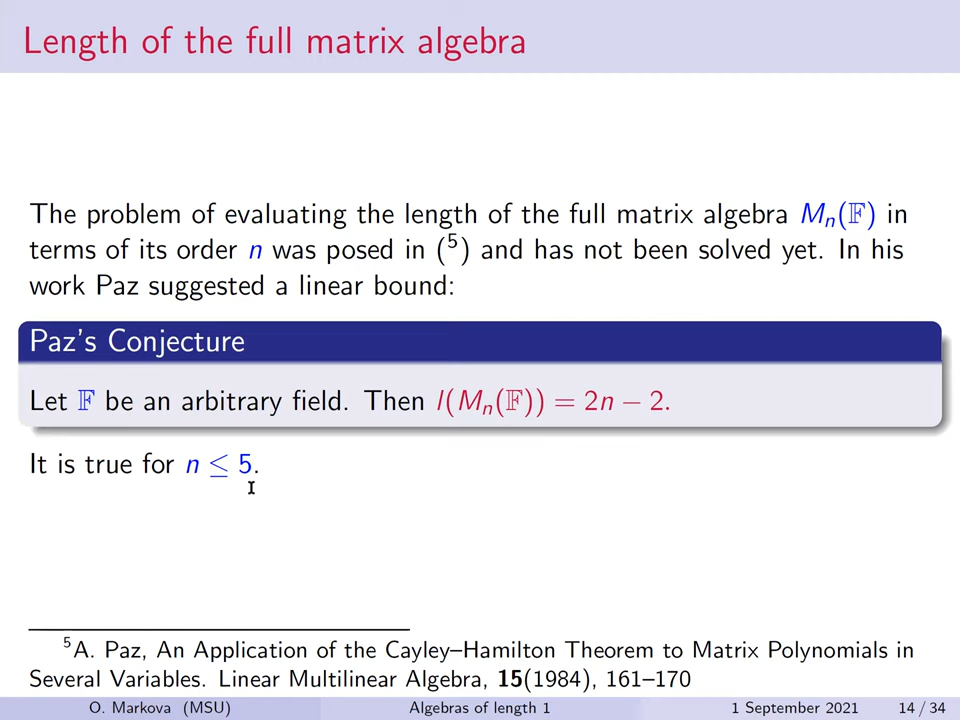 Length of the full matrix algebra
The problem of evaluating the length of the full matrix algebra Mₙ(𝔽) in
terms of its order n was posed in (⁵) and has not been solved yet. In his
work Paz suggested a linear bound:
Paz's Conjecture
Let 𝔽 be an arbitrary field. Then l(Mₙ(𝔽)) = 2n − 2.
It is true for n ≤ 5.
⁵A. Paz, An Application of the Cayley–Hamilton Theorem to Matrix Polynomials in
Several Variables. Linear Multilinear Algebra, 15(1984), 161–170
O. Markova (MSU) Algebras of length 1 1 September 2021 14 / 34